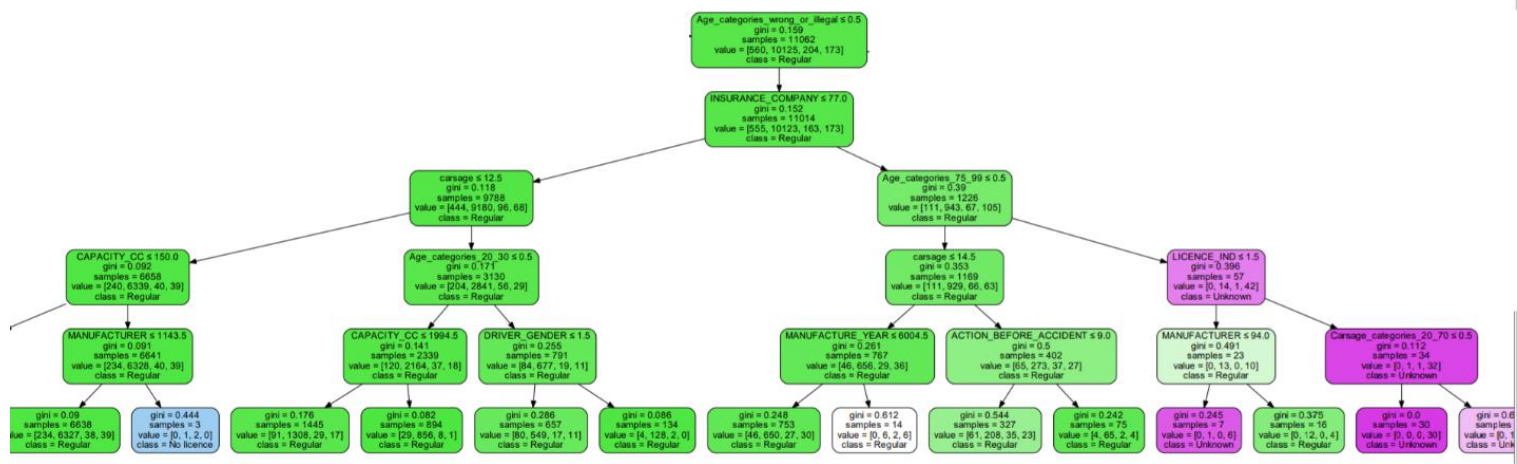 Age_categories_wrong_or_illegal ≤ 0.5
gini = 0.159
samples = 11062
value = [560, 10125, 204, 173]
class = Regular
INSURANCE_COMPANY ≤ 77.0
gini = 0.152
samples = 11014
value = [555, 10123, 163, 173]
class = Regular
carsage ≤ 12.5
gini = 0.118
samples = 9788
value = [444, 9180, 96, 68]
class = Regular
Age_categories_75_99 ≤ 0.5
gini = 0.39
samples = 1226
value = [111, 943, 67, 105]
class = Regular
CAPACITY_CC ≤ 150.0
gini = 0.092
samples = 6658
value = [240, 6339, 40, 39]
class = Regular
Age_categories_20_30 ≤ 0.5
gini = 0.171
samples = 3130
value = [204, 2841, 56, 29]
class = Regular
carsage ≤ 14.5
gini = 0.353
samples = 1169
value = [111, 929, 66, 63]
class = Regular
LICENCE_IND ≤ 1.5
gini = 0.396
samples = 57
value = [0, 14, 1, 42]
class = Unknown
MANUFACTURER ≤ 1143.5
gini = 0.091
samples = 6641
value = [234, 6328, 40, 39]
class = Regular
CAPACITY_CC ≤ 1994.5
gini = 0.141
samples = 2339
value = [120, 2164, 37, 18]
class = Regular
DRIVER_GENDER ≤ 1.5
gini = 0.255
samples = 791
value = [84, 677, 19, 11]
class = Regular
MANUFACTURE_YEAR ≤ 6004.5
gini = 0.261
samples = 767
value = [46, 656, 29, 36]
class = Regular
ACTION_BEFORE_ACCIDENT ≤ 9.0
gini = 0.5
samples = 402
value = [65, 273, 37, 27]
class = Regular
MANUFACTURER ≤ 94.0
gini = 0.491
samples = 23
value = [0, 13, 0, 10]
class = Regular
Carsage_categories_20_70 ≤ 0.5
gini = 0.112
samples = 34
value = [0, 1, 1, 32]
class = Unknown
gini = 0.09
samples = 6638
value = [234, 6327, 38, 39]
class = Regular
gini = 0.444
samples = 3
value = [0, 1, 2, 0]
class = No licence
gini = 0.176
samples = 1445
value = [91, 1308, 29, 17]
class = Regular
gini = 0.082
samples = 894
value = [29, 856, 8, 1]
class = Regular
gini = 0.286
samples = 657
value = [80, 549, 17, 11]
class = Regular
gini = 0.086
samples = 134
value = [4, 128, 2, 0]
class = Regular
gini = 0.248
samples = 753
value = [46, 650, 27, 30]
class = Regular
gini = 0.612
samples = 14
value = [0, 6, 2, 6]
class = Regular
gini = 0.544
samples = 327
value = [61, 208, 35, 23]
class = Regular
gini = 0.242
samples = 75
value = [4, 65, 2, 4]
class = Regular
gini = 0.245
samples = 7
value = [0, 1, 0, 6]
class = Unknown
gini = 0.375
samples = 16
value = [0, 12, 0, 4]
class = Regular
gini = 0.0
samples = 30
value = [0, 0, 0, 30]
class = Unknown
gini =
samples
value = [0, 1
class =